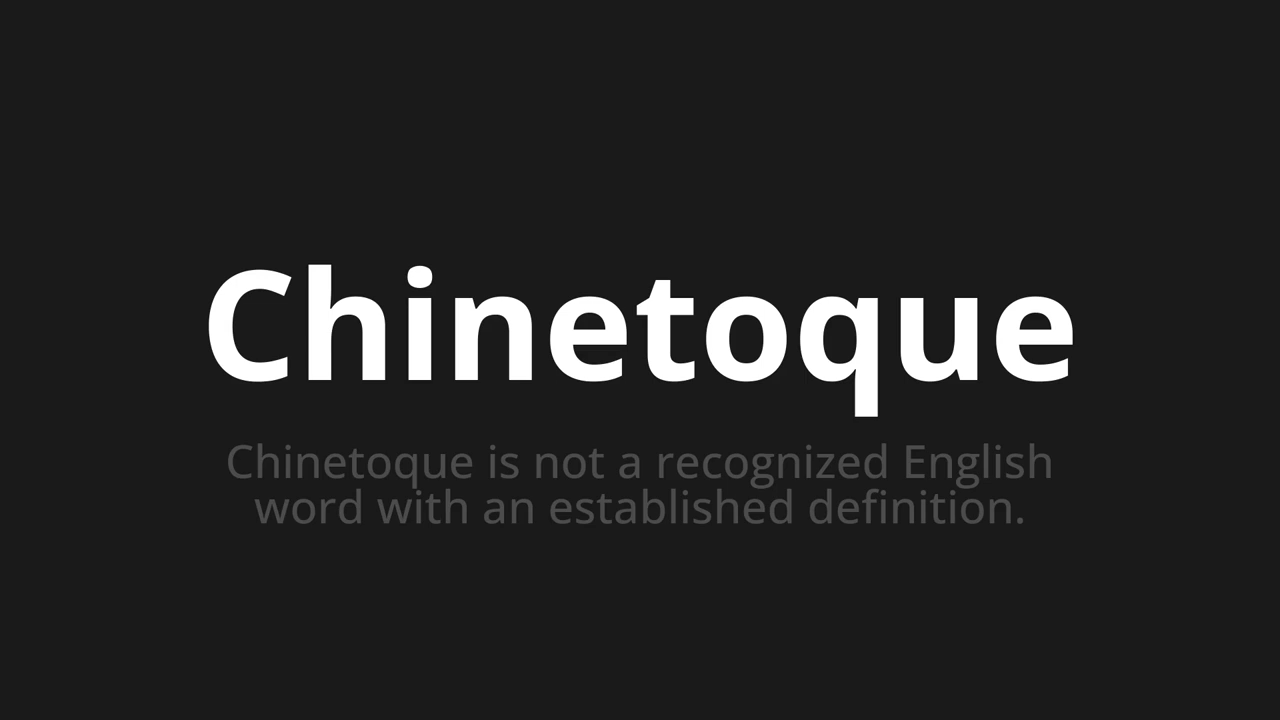 Chinetoque
Chinetoque is not a recognized English
word with an established definition.